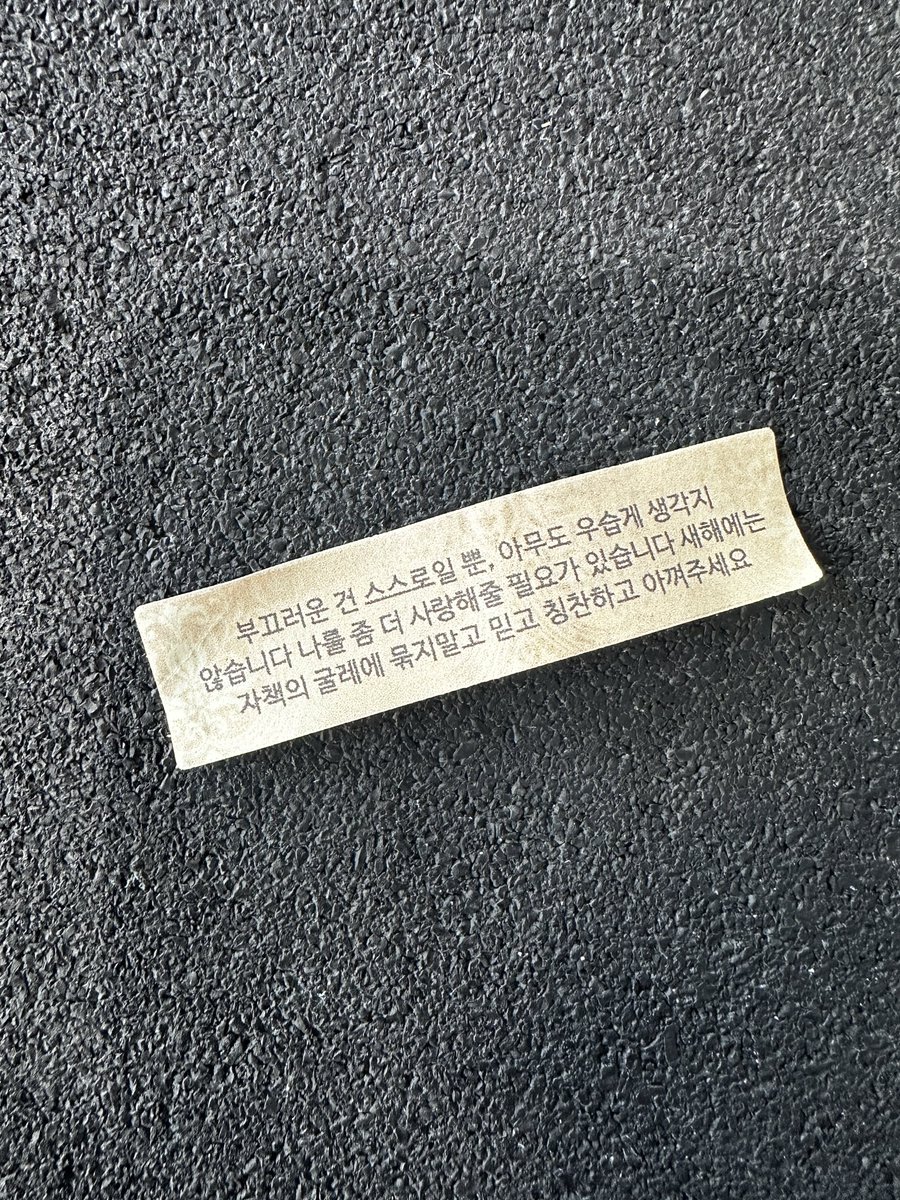 부끄러운 건 스스로일 뿐, 아무도 우습게 생각지
않습니다 나를 좀 더 사랑해줄 필요가 있습니다 새해에는
자책의 굴레에 묶지말고 믿고 칭찬하고 아껴주세요